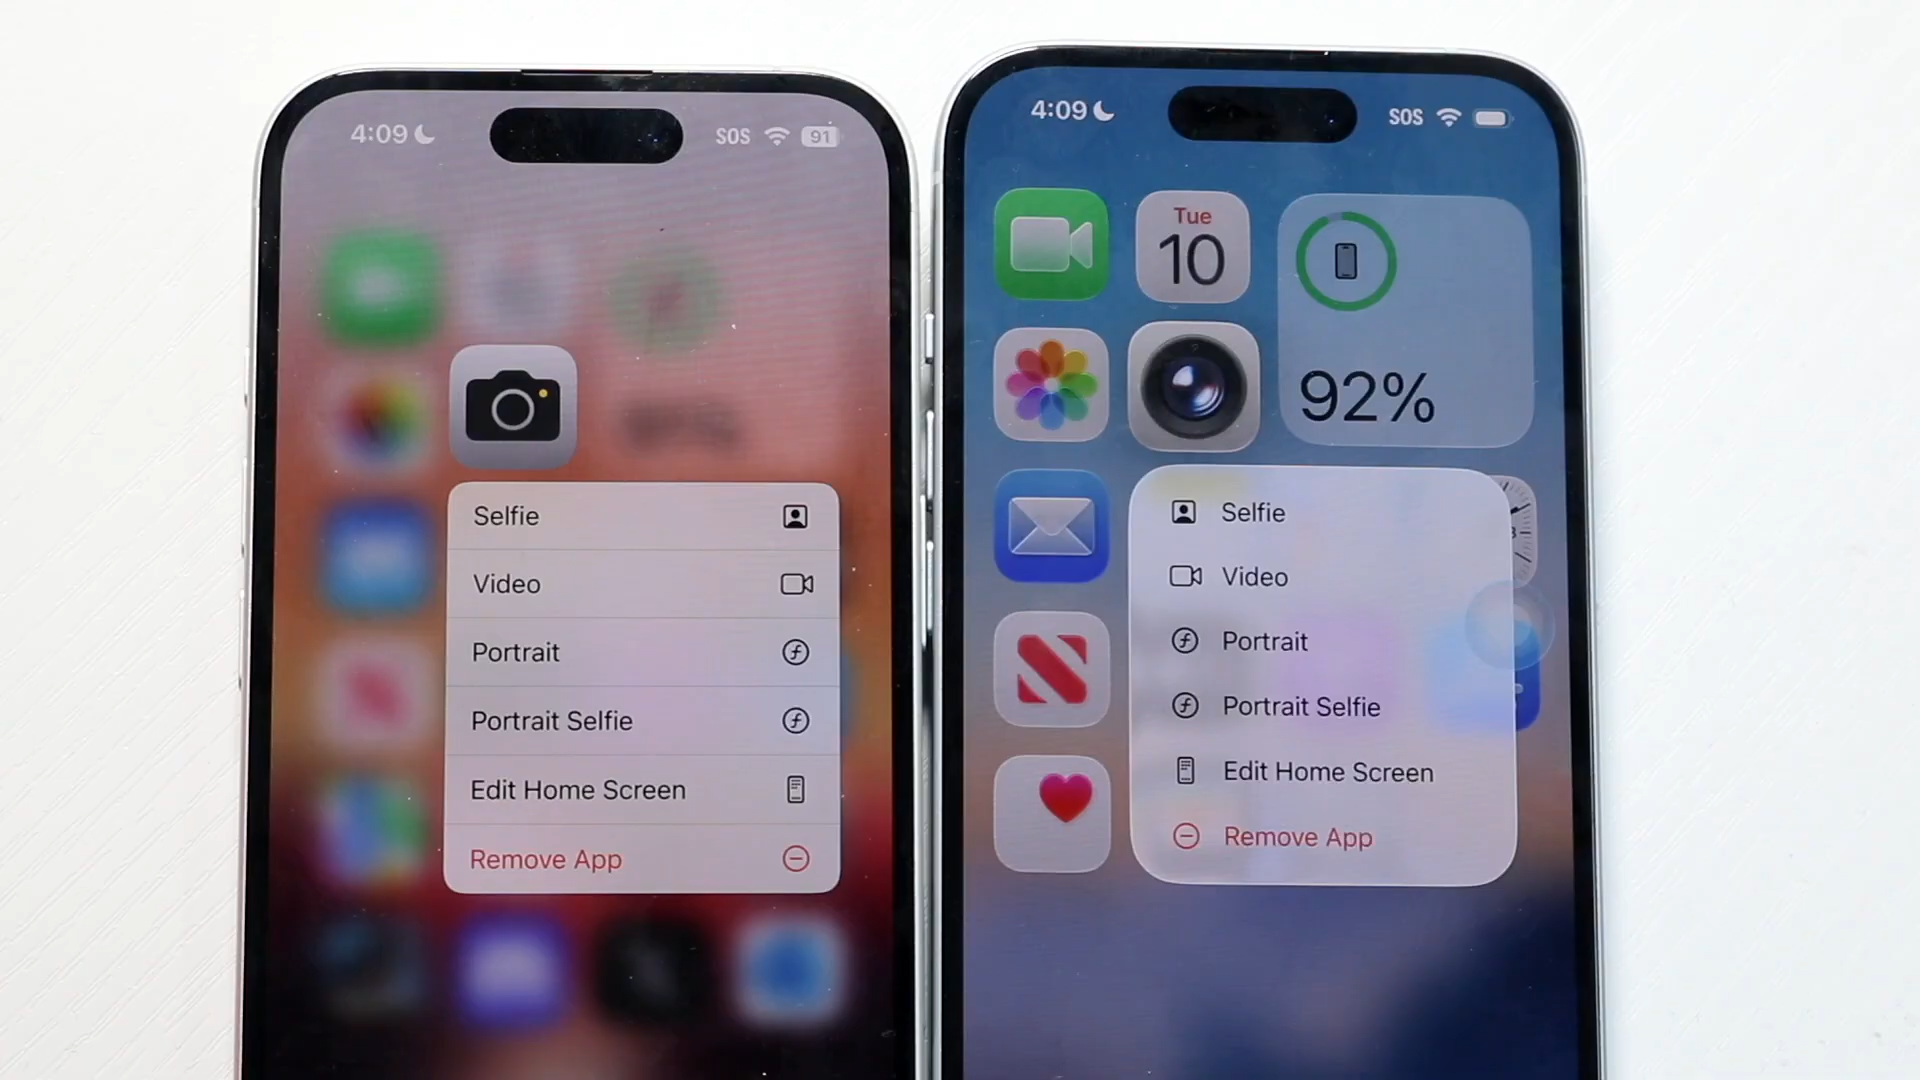 4:09
SOS
91
Selfie
Video
Portrait
Portrait Selfie
Edit Home Screen
Remove App
4:09
SOS
Tue
10
92%
Selfie
Video
Portrait
Portrait Selfie
Edit Home Screen
Remove App